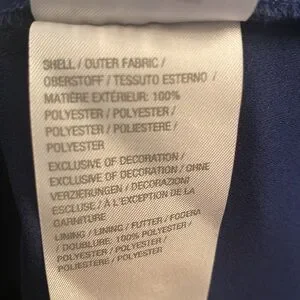 SHELL / OUTER FABRIC /
OBERSTOFF / TESSUTO ESTERNO /
MATIÈRE EXTÉRIEUR: 100%
POLYESTER / POLYESTER /
POLYESTER / POLIESTERE /
POLYESTER
EXCLUSIVE OF DECORATION /
EXCLUSIVE OF DECORATION / OHNE
VERZIERUNGEN / DECORAZIONI
ESCLUSE / À L'EXCEPTION DE LA
GARNITURE
LINING / LINING / FUTTER / FODERA
/ DOUBLURE: 100% POLYESTER /
POLYESTER / POLYESTER /
POLIESTERE / POLYESTER